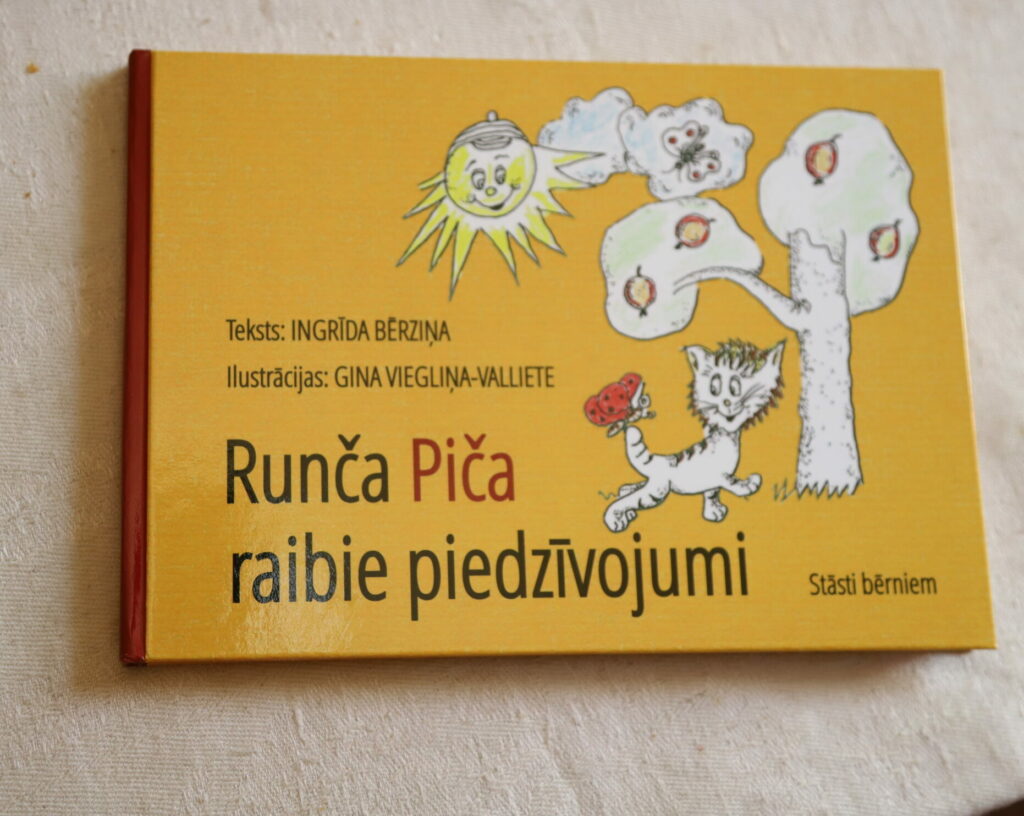 Teksts: INGRĪDA BĒRZIŅA
Ilustrācijas: GINA VIEGLIŅA-VALLIETE
Runča Piča
raibie piedzīvojumi
Stāsti bērniem